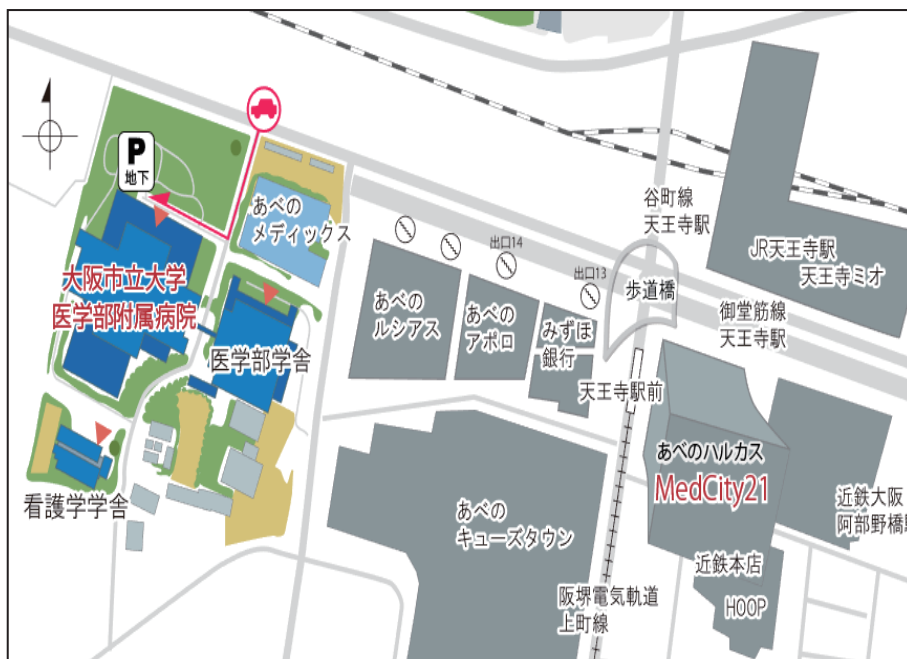 P
地下
あべの
メディックス
大阪市立大学
医学部附属病院
医学部学舎
看護学学舎
出口14
出口13
あべの
ルシアス
あべの
アポロ
みずほ
銀行
谷町線
天王寺駅
歩道橋
JR天王寺駅
天王寺ミオ
御堂筋線
天王寺駅
天王寺駅前
あべのハルカス
MedCity21
近鉄大阪
阿部野橋駅
近鉄本店
HOOP
あべの
キューズタウン
阪堺電気軌道
上町線